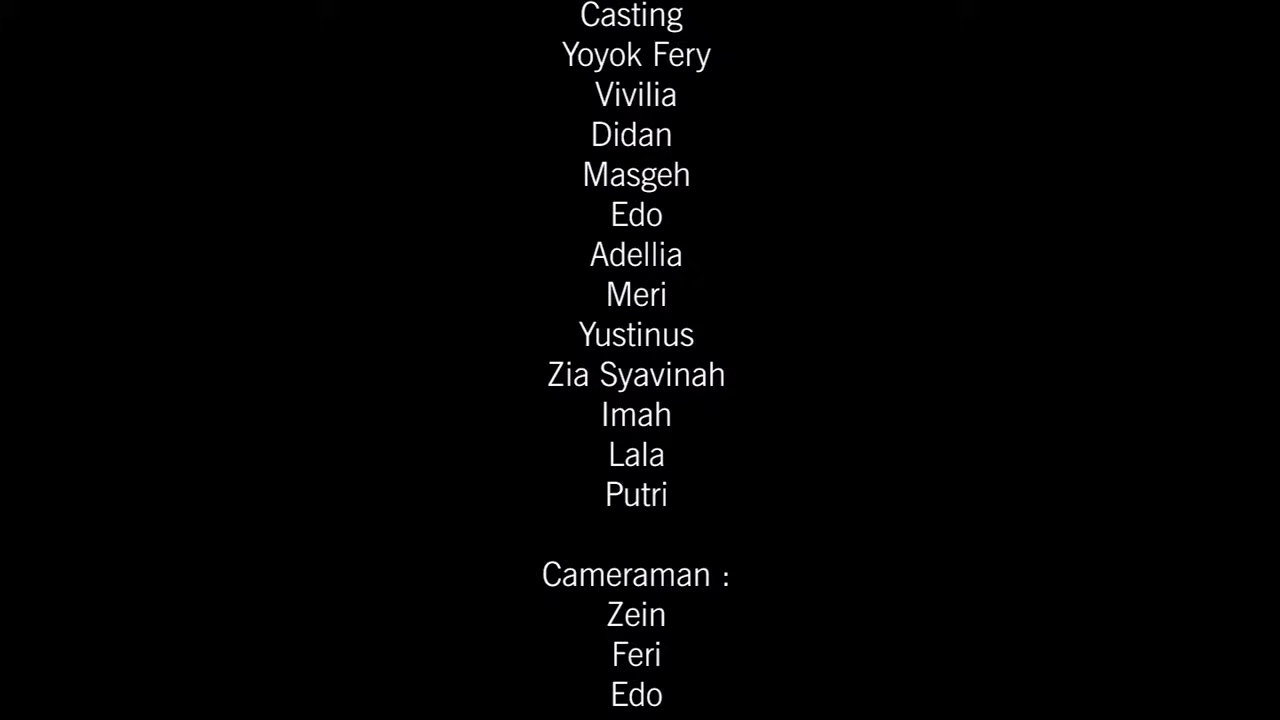 Casting
Yoyok Fery
Vivilia
Didan
Masgeh
Edo
Adellia
Meri
Yustinus
Zia Syavinah
Imah
Lala
Putri
Cameraman :
Zein
Feri
Edo